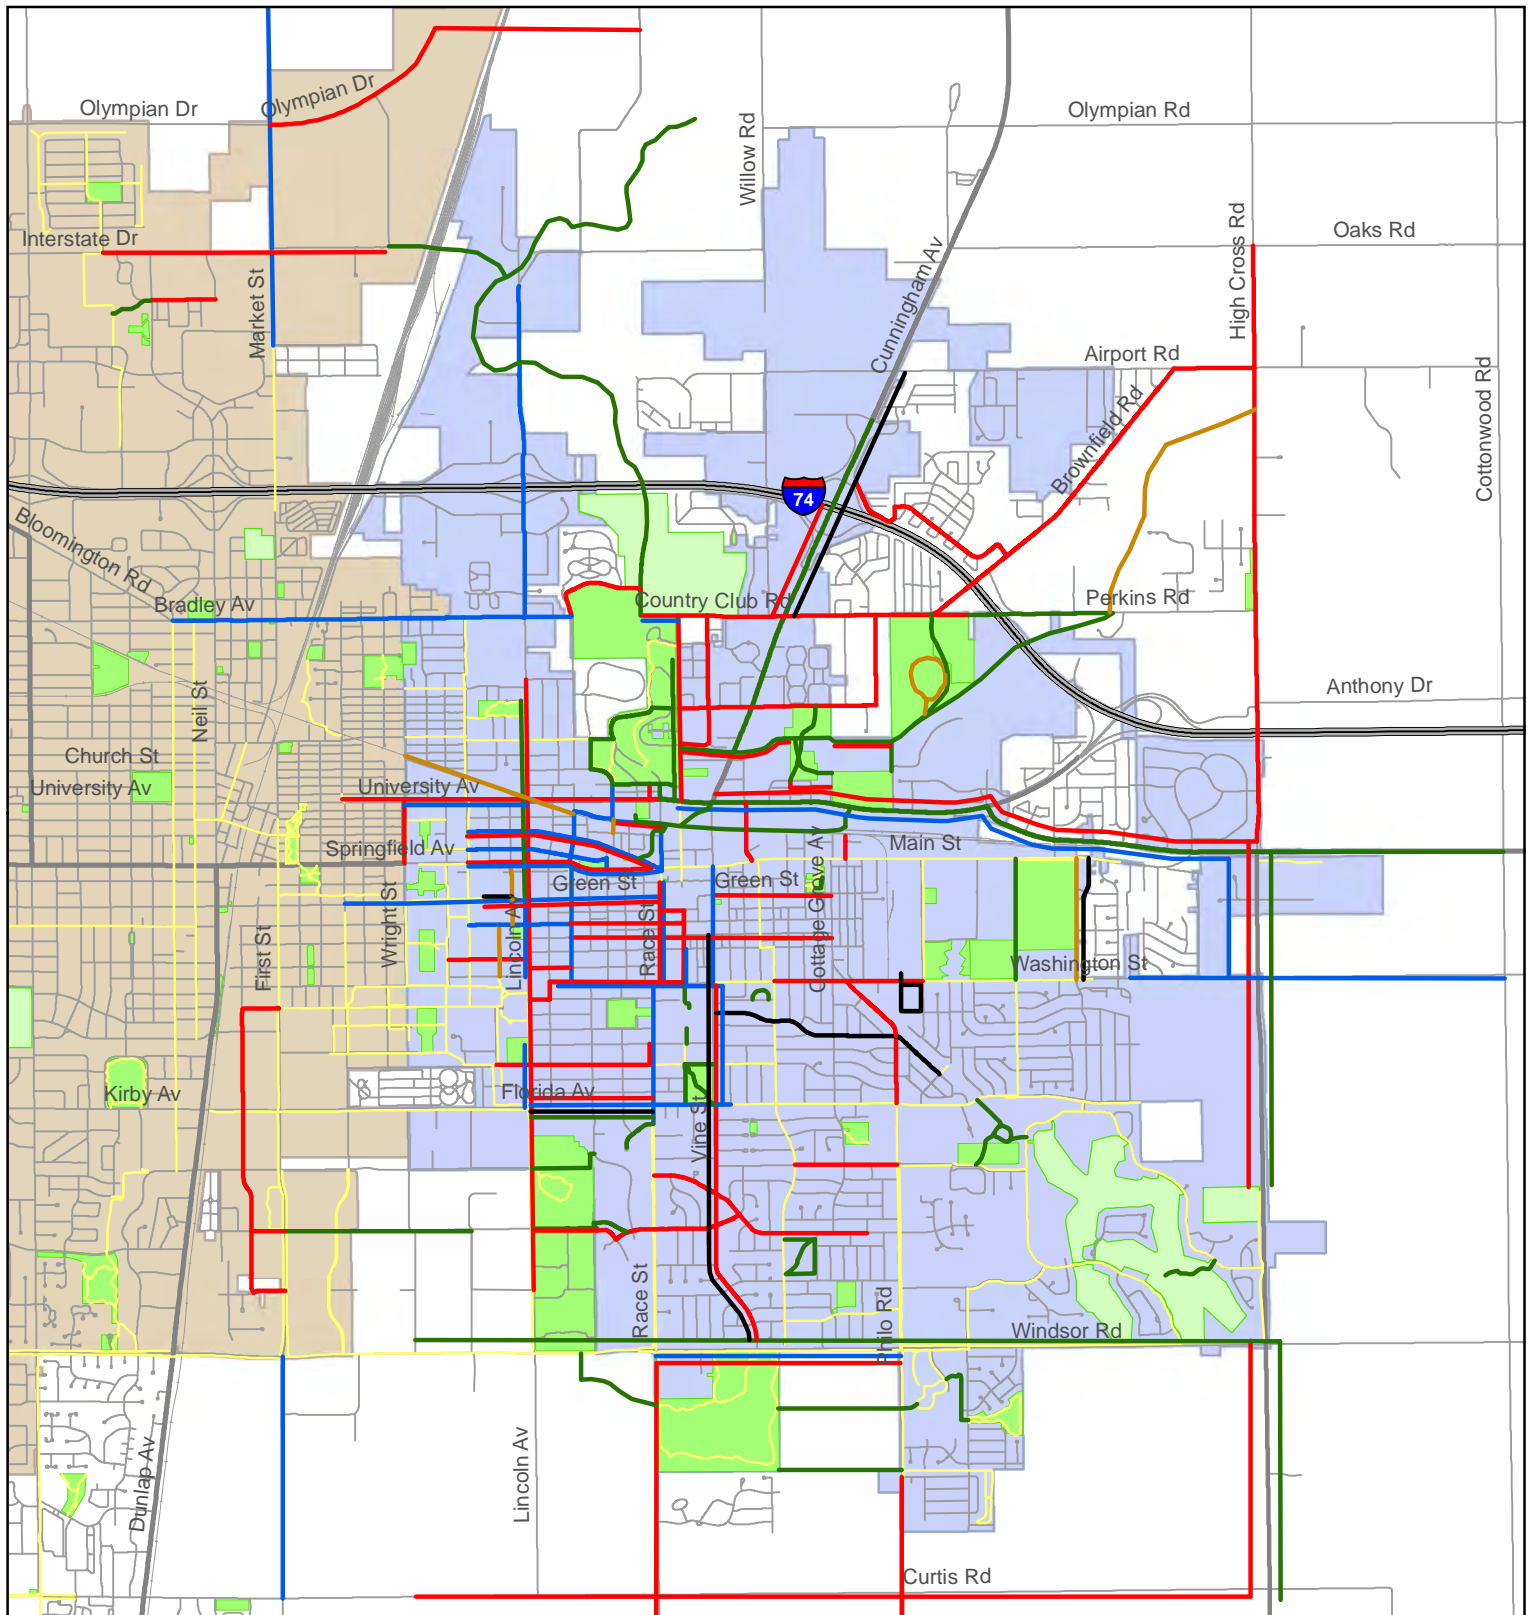 Olympian Dr
Olympian Dr
Olympian Rd
Willow Rd
Interstate Dr
Market St
Cunningham Av
High Cross Rd
Oaks Rd
Airport Rd
Cottonwood Rd
Brownfield Rd
74
Bloomington Rd
Bradley Av
Country Club Rd
Perkins Rd
Neil St
Anthony Dr
Church St
University Av
University Av
Springfield Av
Main St
Cottage Grove Av
Green St
Green St
Wright St
Lincoln Av
Race St
First St
Washington St
Kirby Av
Florida Av
Vine St
Race St
Philo Rd
Windsor Rd
Dunlap Av
Lincoln Av
Curtis Rd